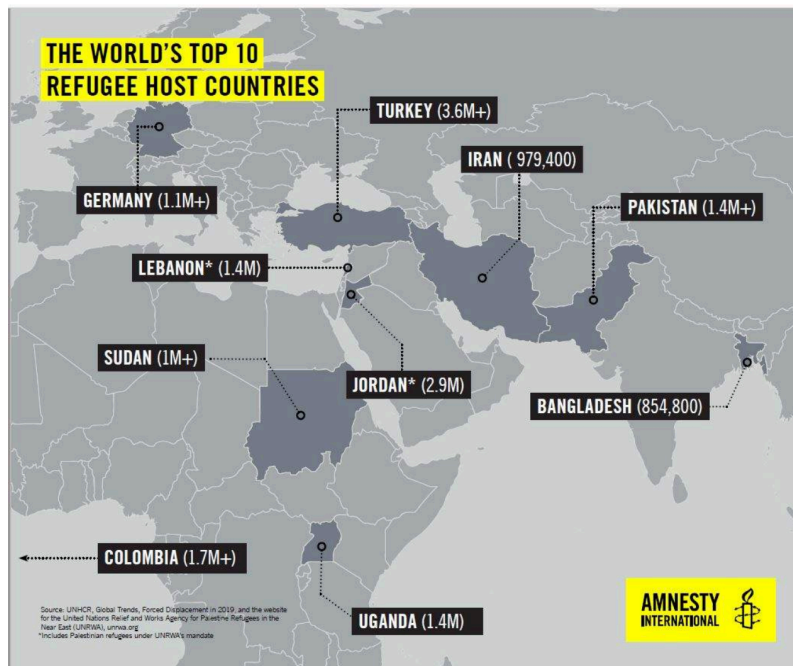 THE WORLD'S TOP 10
REFUGEE HOST COUNTRIES
TURKEY (3.6M+)
IRAN ( 979,400)
GERMANY (1.1M+)
PAKISTAN (1.4M+)
LEBANON* (1.4M)
SUDAN (1M+)
JORDAN* (2.9M)
BANGLADESH (854,800)
COLOMBIA (1.7M+)
UGANDA (1.4M)
Source: UNHCR, Global Trends, Forced Displacement in 2019, and the website
for the United Nations Relief and Works Agency for Palestine Refugees in the
Near East (UNRWA), unrwa.org
*Includes Palestinian refugees under UNRWA's mandate
AMNESTY
INTERNATIONAL